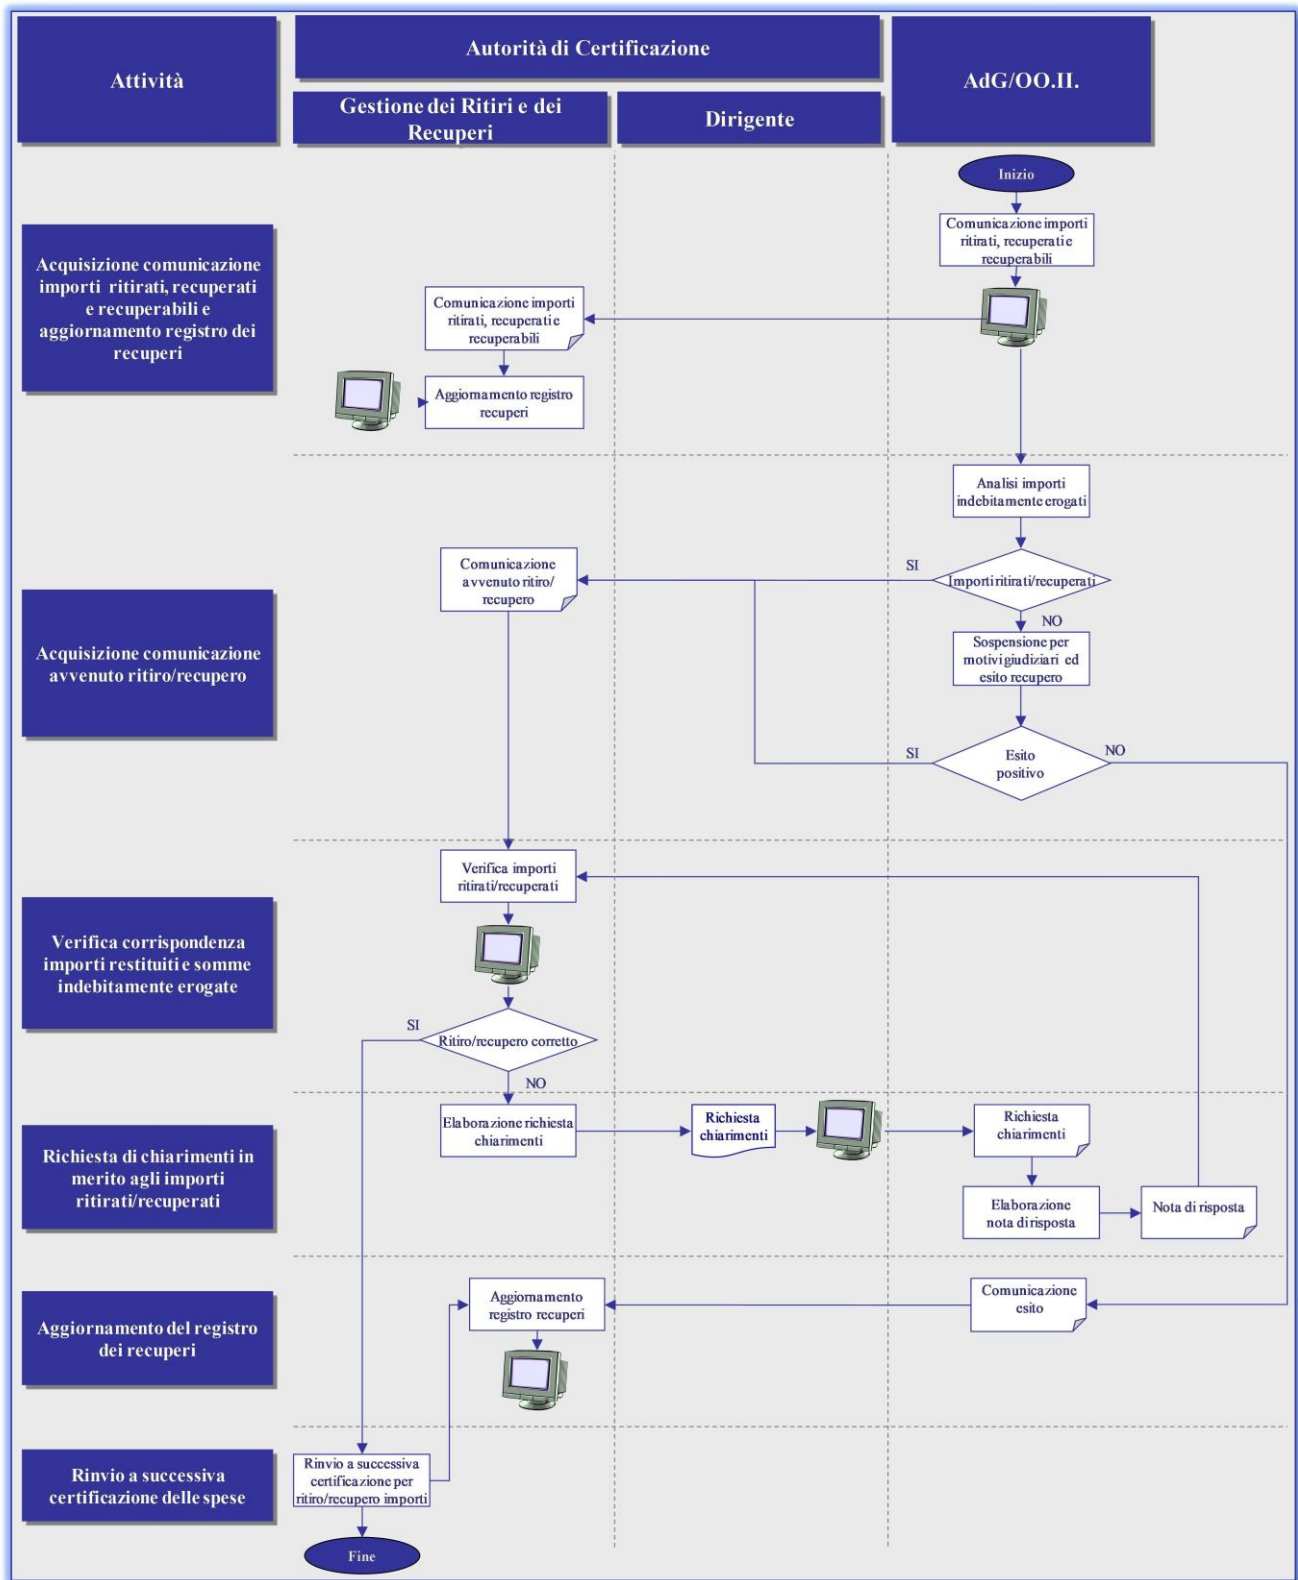 Attività
Autorità di Certificazione
AdG/OO.II.
Gestione dei Ritiri e dei
Recuperi
Dirigente
Inizio
Comunicazione importi
ritirati, recuperati e
recuperabili
Acquisizione comunicazione
importi ritirati, recuperati
e recuperabili e
aggiornamento registro dei
recuperi
Comunicazione importi
ritirati, recuperati e
recuperabili
Aggiornamento registro
recuperi
Analisi importi
indebitamente erogati
Acquisizione comunicazione
avvenuto ritiro/recupero
Comunicazione
avvenuto ritiro/
recupero
SI
Importi ritirati/recuperati
NO
Sospensione per
motivi giudiziari ed
esito recupero
SI
Esito
positivo
NO
Verifica corrispondenza
importi restituiti e somme
indebitamente erogate
Verifica importi
ritirati/recuperati
SI
Ritiro/recupero corretto
NO
Richiesta di chiarimenti in
merito agli importi
ritirati/recuperati
Elaborazione richiesta
chiarimenti
Richiesta
chiarimenti
Richiesta
chiarimenti
Elaborazione
nota di risposta
Nota di risposta
Aggiornamento del registro
dei recuperi
Aggiornamento
registro recuperi
Comunicazione
esito
Rinvio a successiva
certificazione delle spese
Rinvio a successiva
certificazione per
ritiro/recupero importi
Fine